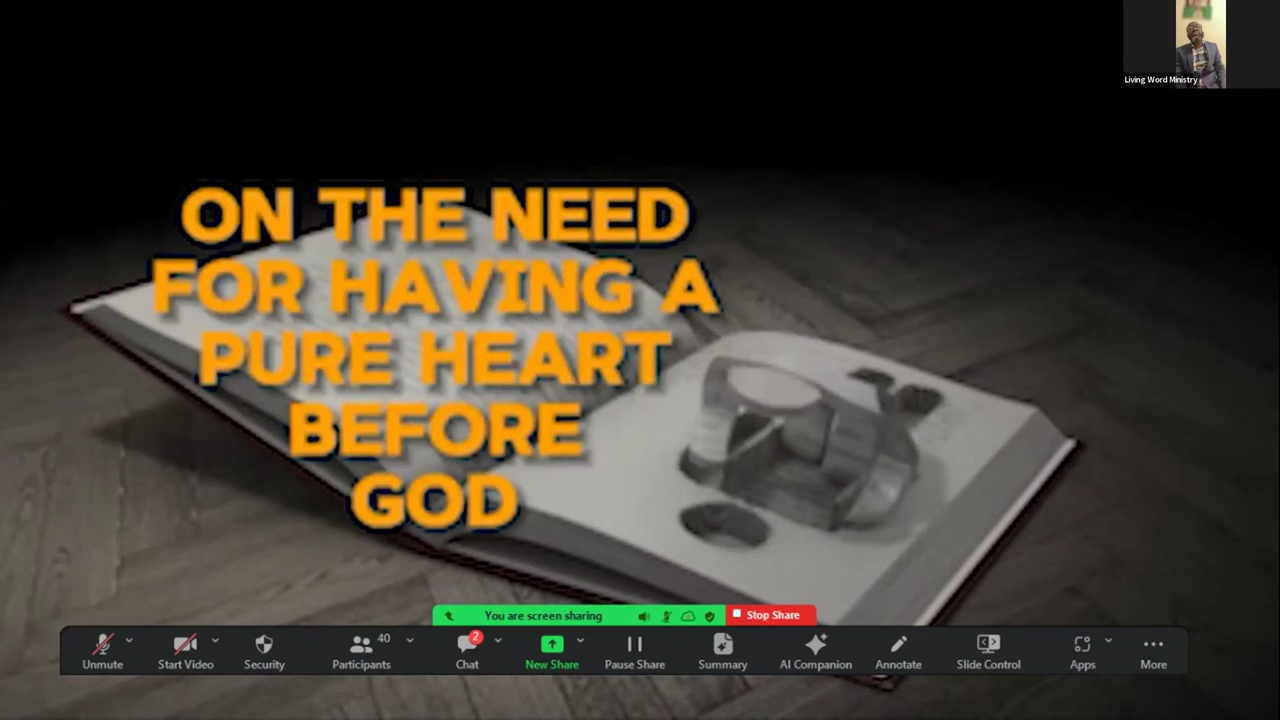 Living Word Ministry
ON THE NEED
FOR HAVING A
PURE HEART
BEFORE
GOD
You are screen sharing
Stop Share
Unmute
Start Video
Security
40
Participants
2
Chat
New Share
Pause Share
Summary
AI Companion
Annotate
Slide Control
Apps
More